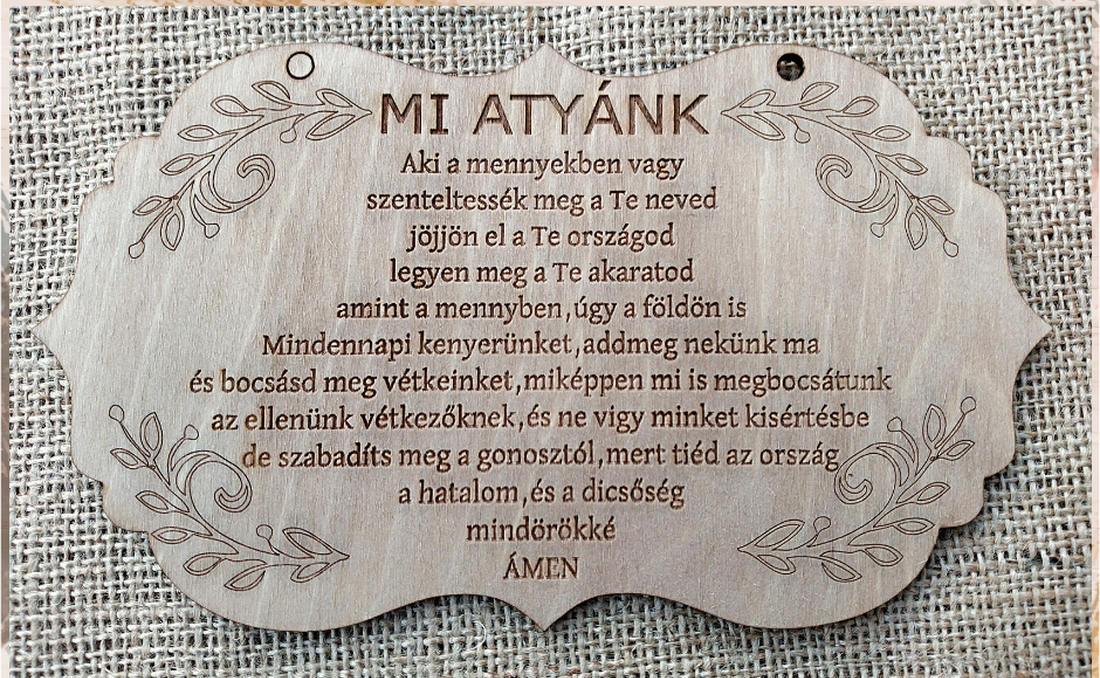 MI ATYÁNK
Aki a mennyekben vagy
szenteltessék meg a Te neved
jöjjön el a Te országod
legyen meg a Te akaratod
amint a mennyben,úgy a földön is
Mindennapi kenyerünket,addmeg nekünk ma
és bocsásd meg vétkeinket,miképpen mi is megbocsátunk
az ellenünk vétkezőknek,és ne vigy minket kisértésbe
de szabadíts meg a gonosztól,mert tiéd az ország
a hatalom,és a dicsőség
mindörökké
ÁMEN